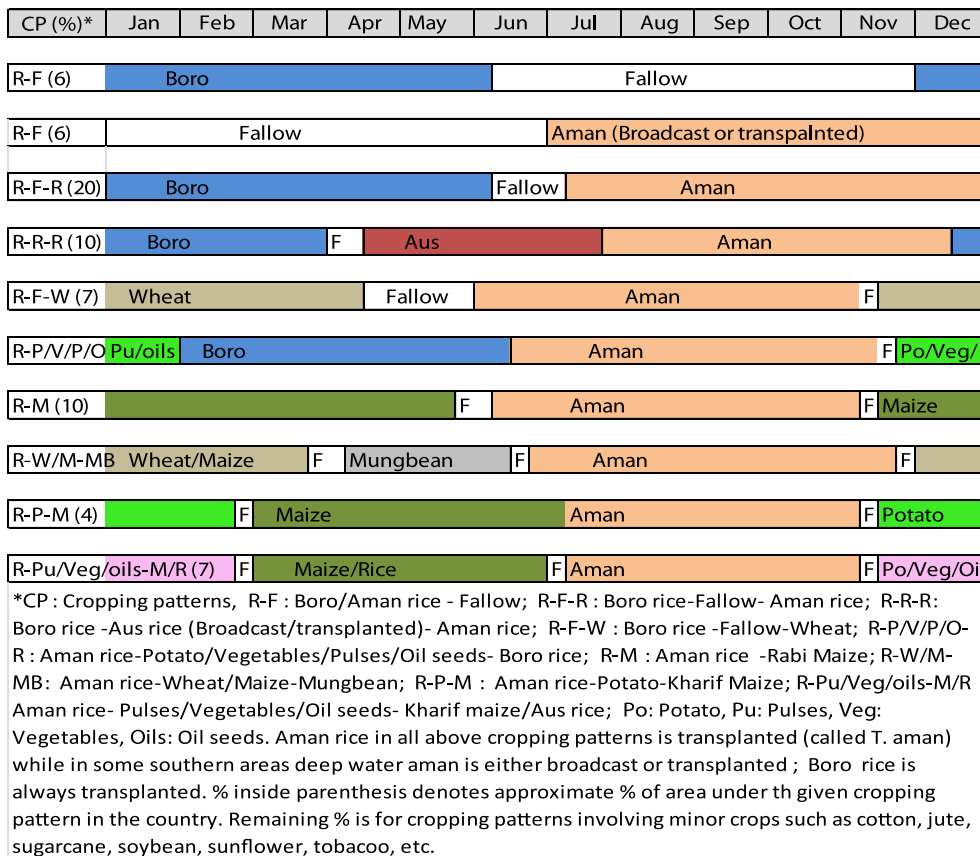 CP (%)* Jan Feb Mar Apr May Jun Jul Aug Sep Oct Nov Dec
R-F (6) Boro Fallow
R-F (6) Fallow Aman (Broadcast or transpalnted)
R-F-R (20) Boro Fallow Aman
R-R-R (10) Boro F Aus Aman
R-F-W (7) Wheat Fallow Aman F
R-P/V/P/O Pu/oils Boro Aman F Po/Veg/
R-M (10) F Aman F Maize
R-W/M-MB Wheat/Maize F Mungbean F Aman F
R-P-M (4) F Maize Aman F Potato
R-Pu/Veg/oils-M/R (7) F Maize/Rice F Aman F Po/Veg/Oi
*CP : Cropping patterns, R-F : Boro/Aman rice - Fallow; R-F-R : Boro rice-Fallow- Aman rice; R-R-R:
Boro rice -Aus rice (Broadcast/transplanted)- Aman rice; R-F-W : Boro rice -Fallow-Wheat; R-P/V/P/O-
R : Aman rice-Potato/Vegetables/Pulses/Oil seeds- Boro rice; R-M : Aman rice -Rabi Maize; R-W/M-
MB: Aman rice-Wheat/Maize-Mungbean; R-P-M : Aman rice-Potato-Kharif Maize; R-Pu/Veg/oils-M/R
Aman rice- Pulses/Vegetables/Oil seeds- Kharif maize/Aus rice; Po: Potato, Pu: Pulses, Veg:
Vegetables, Oils: Oil seeds. Aman rice in all above cropping patterns is transplanted (called T. aman)
while in some southern areas deep water aman is either broadcast or transplanted ; Boro rice is
always transplanted. % inside parenthesis denotes approximate % of area under th given cropping
pattern in the country. Remaining % is for cropping patterns involving minor crops such as cotton, jute,
sugarcane, soybean, sunflower, tobacoo, etc.